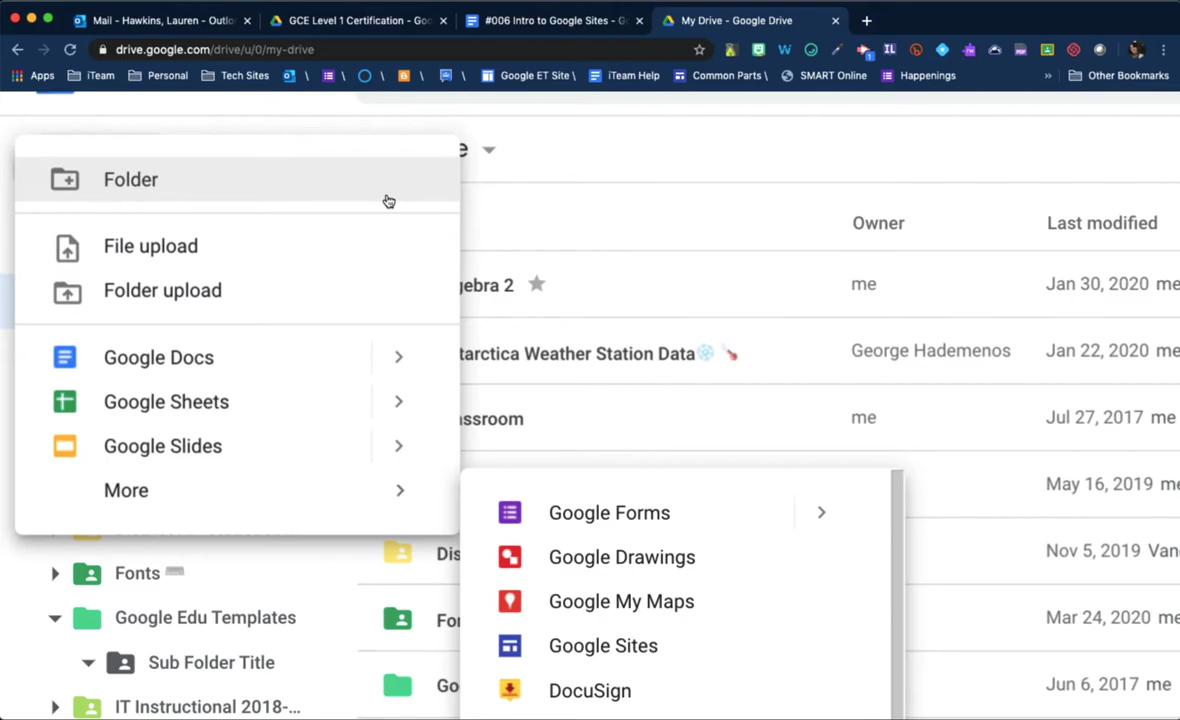 Mail - Hawkins, Lauren - Outlo
GCE Level 1 Certification - Goo
#006 Intro to Google Sites - Go
My Drive - Google Drive
drive.google.com/drive/u/0/my-drive
Apps
iTeam
Personal
Tech Sites
\
\
\
\
\
Google ET Site \
iTeam Help
Common Parts \
SMART Online
Happenings
»
Other Bookmarks
Folder
e
File upload
Folder upload
Google Docs
Google Sheets
Google Slides
More
Owner
Last modified
gebra 2
me
Jan 30, 2020 me
tarctica Weather Station Data
George Hademenos
Jan 22, 2020 me
assroom
me
Jul 27, 2017 me
May 16, 2019 me
Google Forms
Google Drawings
Google My Maps
Google Sites
DocuSign
Dis
Nov 5, 2019 Van
Fonts
For
Mar 24, 2020 me
Google Edu Templates
Sub Folder Title
Go
Jun 6, 2017 me
IT Instructional 2018-...